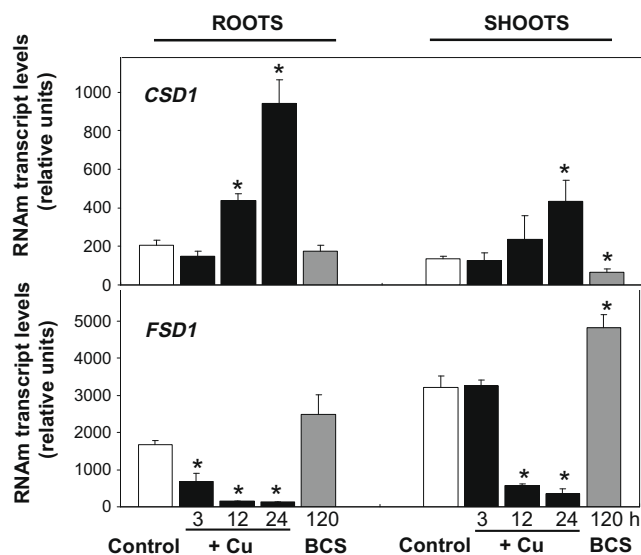 ROOTS SHOOTS
RNAm transcript levels
(relative units)
CSD1
1000
800
600
400
200
0
*
*
*
*
RNAm transcript levels
(relative units)
FSD1
5000
4000
3000
2000
1000
0
*
*
*
*
*
*
3 12 24 120 3 12 24 120 h
Control + Cu BCS Control + Cu BCS